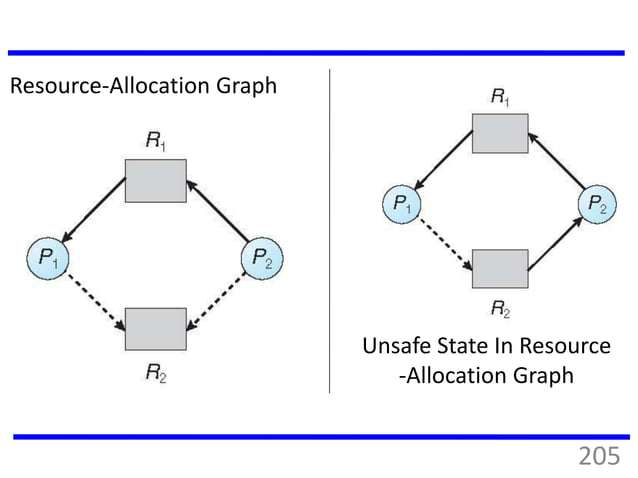 Resource-Allocation Graph
R1
P1
P2
R2
R1
P1
P2
R2
Unsafe State In Resource
-Allocation Graph
205